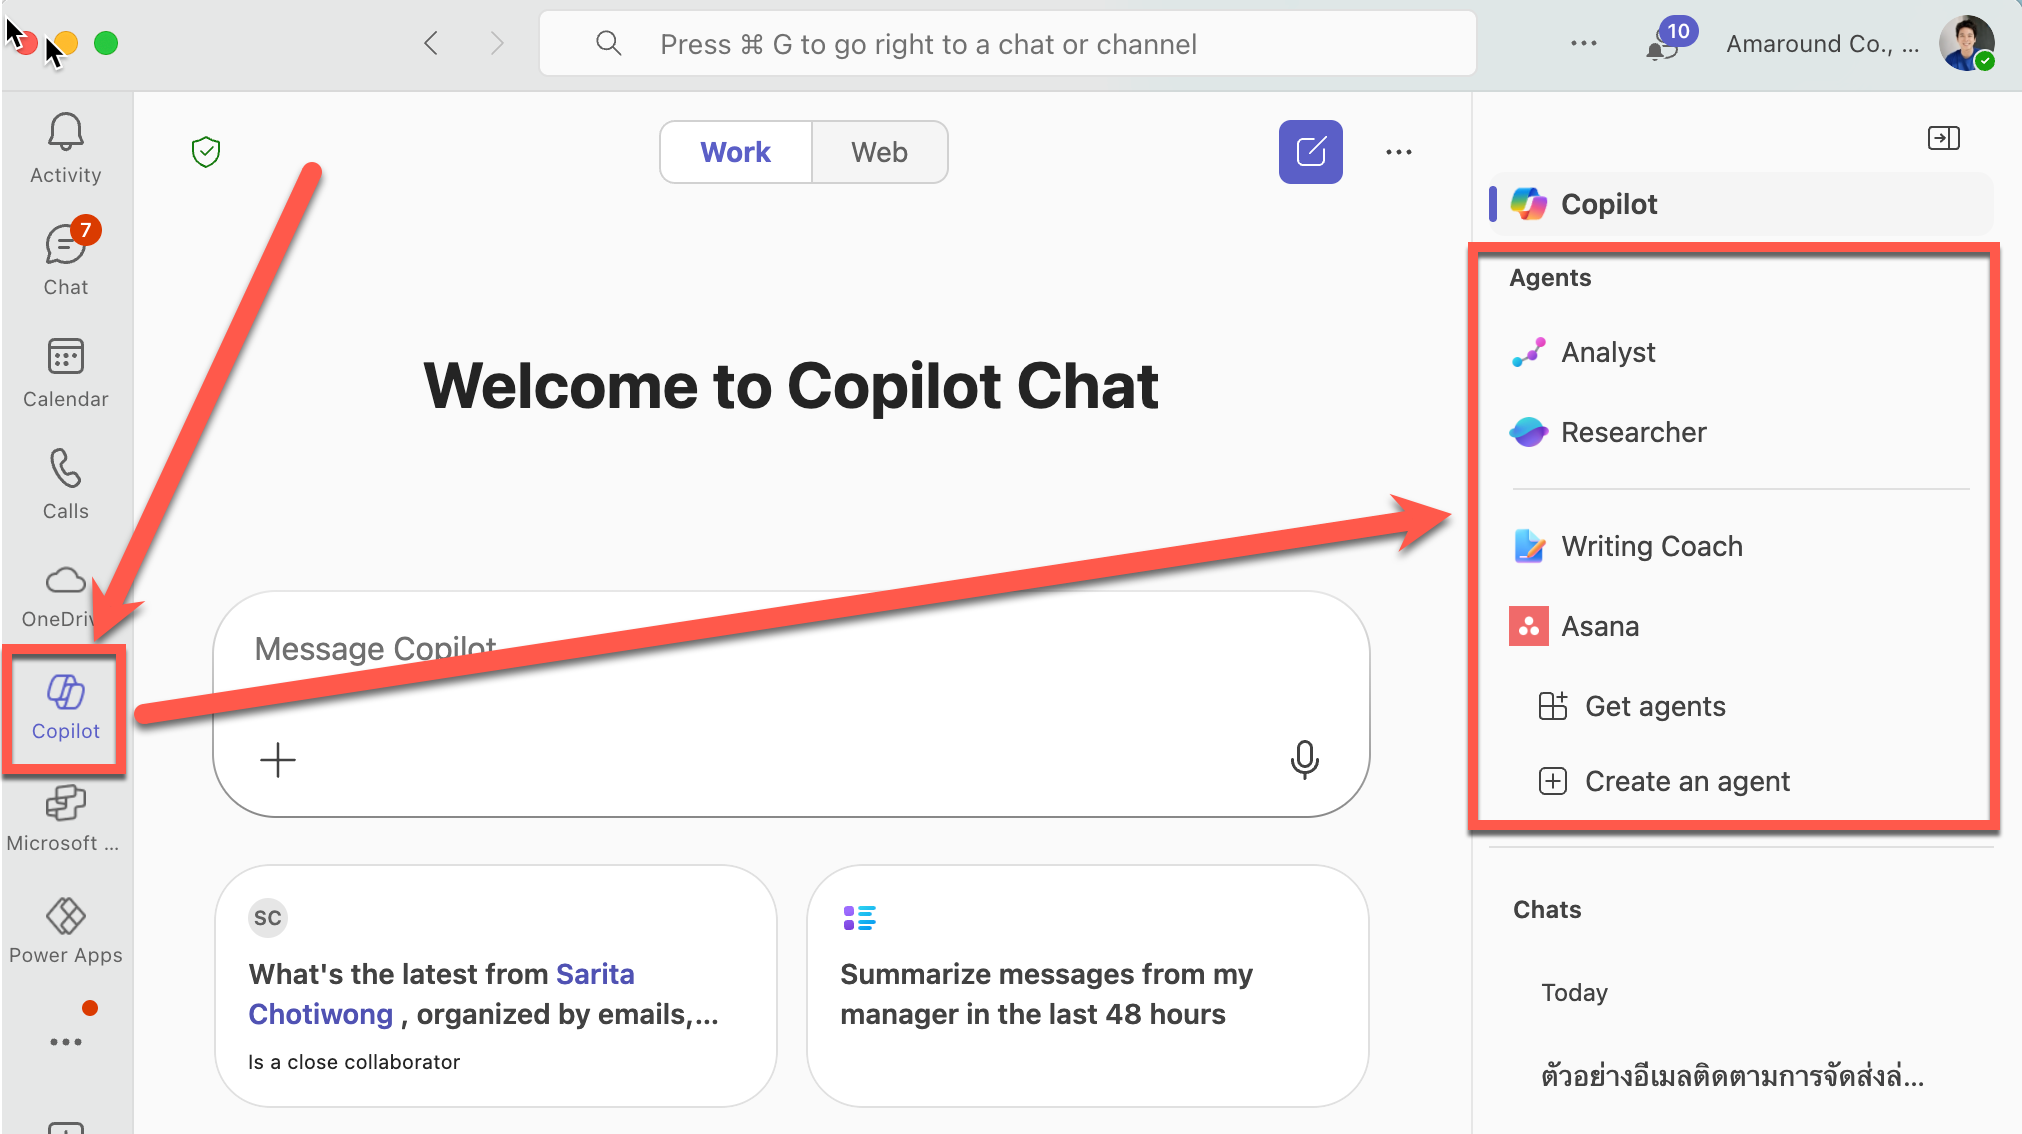 Press ⌘ G to go right to a chat or channel
10
Amaround Co., ...
Activity
7
Chat
Calendar
Calls
OneDriv
Copilot
Microsoft ...
Power Apps
Work
Web
Welcome to Copilot Chat
Message Copilot
SC
What's the latest from Sarita
Chotiwong , organized by emails,...
Is a close collaborator
Summarize messages from my
manager in the last 48 hours
Copilot
Agents
Analyst
Researcher
Writing Coach
Asana
Get agents
Create an agent
Chats
Today
ตัวอย่างอีเมลติดตามการจัดส่งล่...